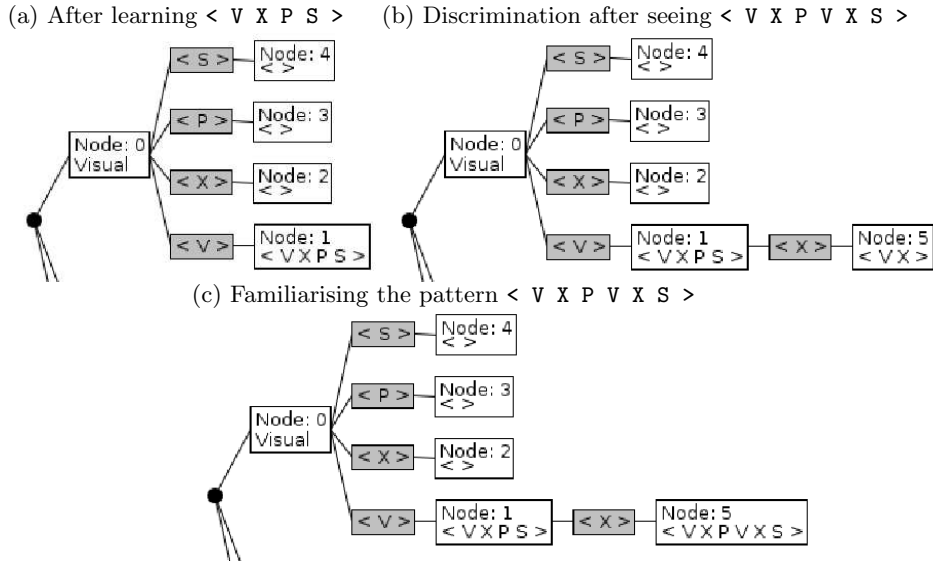 (a) After learning < V X P S >
< S > Node: 4
< >
< P > Node: 3
< >
Node: 0
Visual
< X > Node: 2
< >
< V > Node: 1
< V X P S >
(b) Discrimination after seeing < V X P V X S >
< S > Node: 4
< >
< P > Node: 3
< >
Node: 0
Visual
< X > Node: 2
< >
< V > Node: 1
< V X P S >
< X > Node: 5
< V X >
(c) Familiarising the pattern < V X P V X S >
< S > Node: 4
< >
< P > Node: 3
< >
Node: 0
Visual
< X > Node: 2
< >
< V > Node: 1
< V X P S >
< X > Node: 5
< V X P V X S >